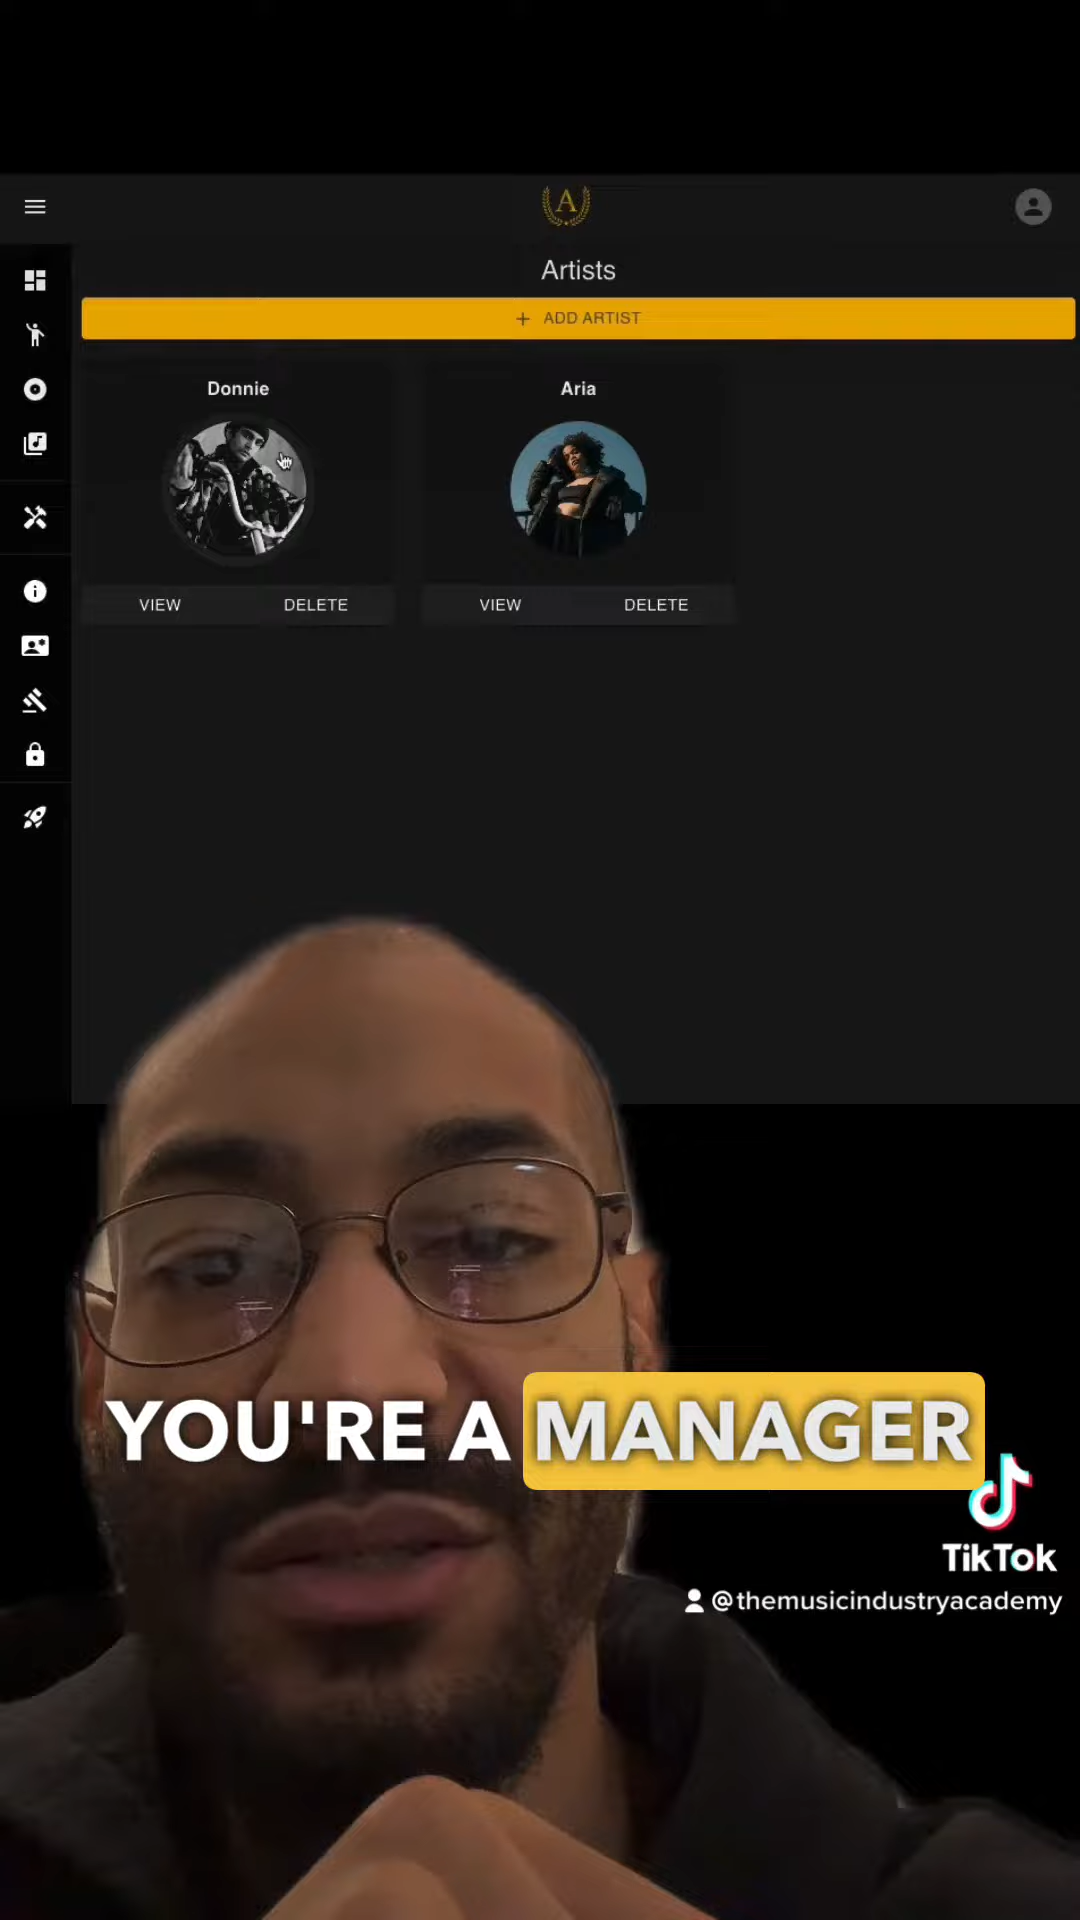 A
Artists
+ ADD ARTIST
Donnie
Aria
VIEW
DELETE
VIEW
DELETE
YOU'RE A MANAGER
TikTok
@themusicindustryacademy